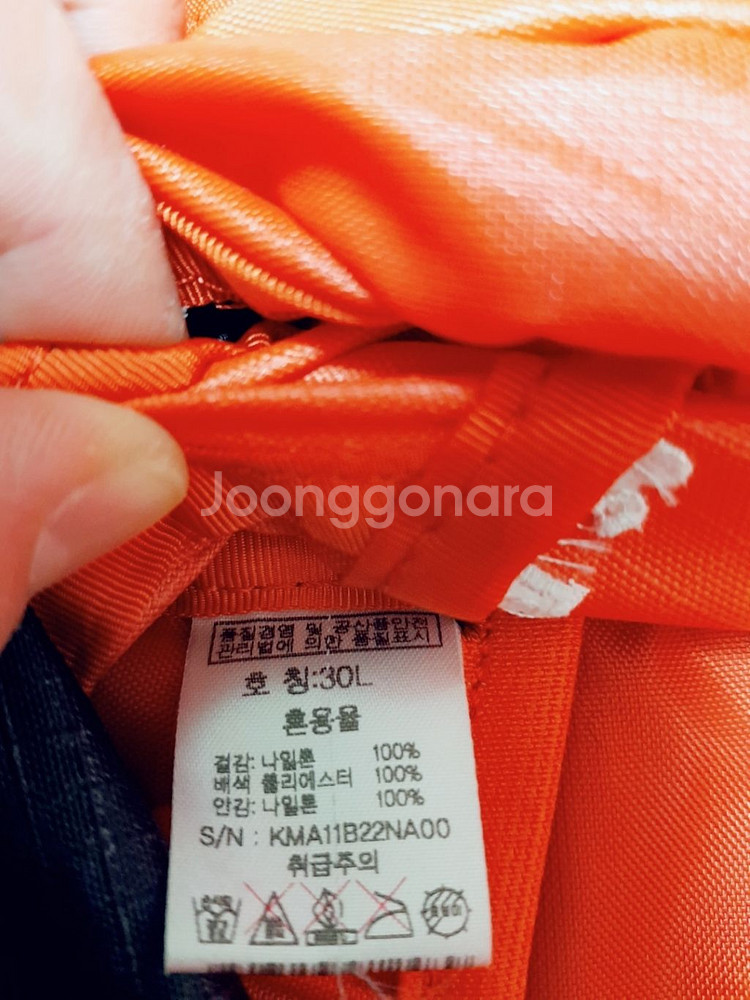 Joonggonara
품질경영 및 공산품안전
관리법에 의한 품질표시
호 칭:30L
혼용율
겉감: 나일론 100%
배색 폴리에스터 100%
안감: 나일론 100%
S/N : KMA11B22NA00
취급주의